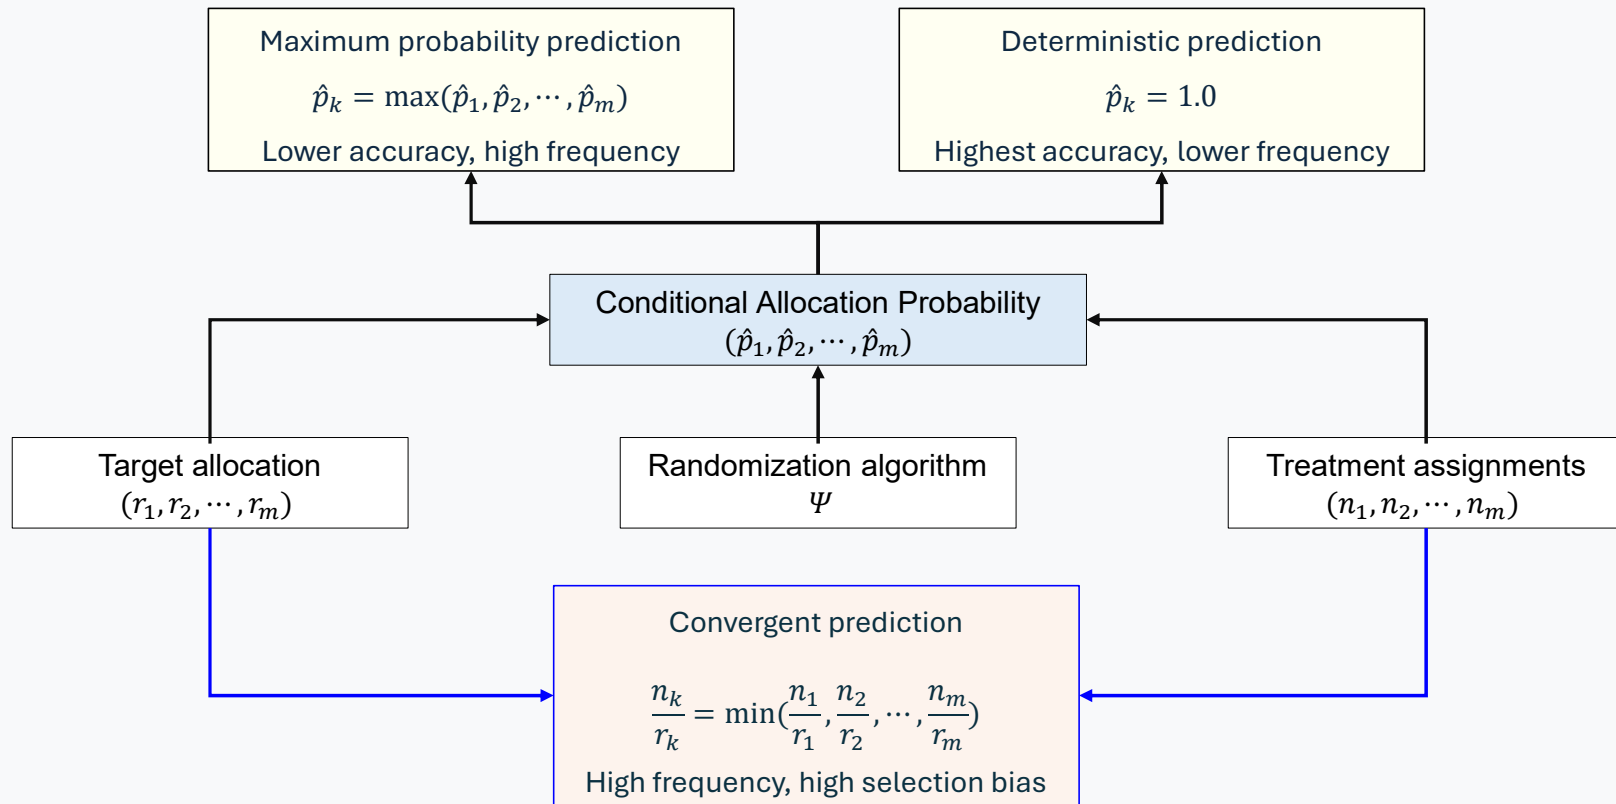 Maximum probability prediction
p̂ₖ = max(p̂₁, p̂₂, ⋯, p̂ₘ)
Lower accuracy, high frequency
Deterministic prediction
p̂ₖ = 1.0
Highest accuracy, lower frequency
Conditional Allocation Probability
(p̂₁, p̂₂, ⋯, p̂ₘ)
Target allocation
(r₁, r₂, ⋯, rₘ)
Randomization algorithm
Ψ
Treatment assignments
(n₁, n₂, ⋯, nₘ)
Convergent prediction
nₖ/rₖ = min(n₁/r₁, n₂/r₂, ⋯, nₘ/rₘ)
High frequency, high selection bias